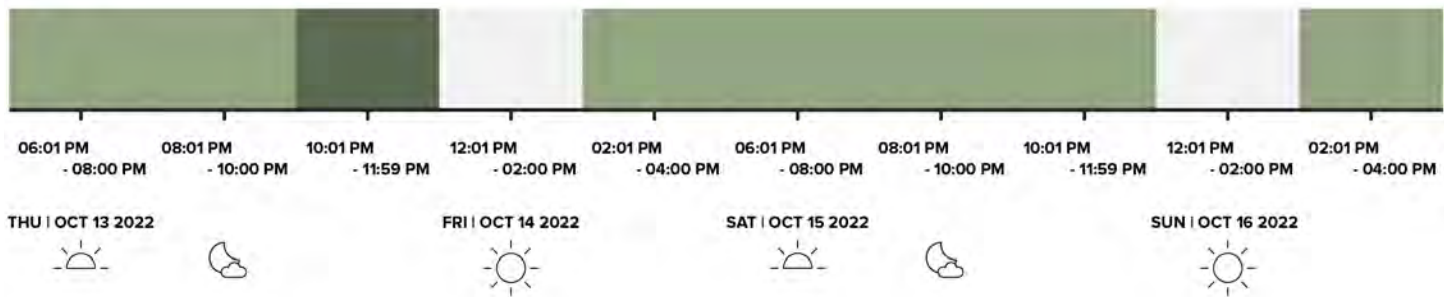 06:01 PM
- 08:00 PM
08:01 PM
- 10:00 PM
10:01 PM
- 11:59 PM
12:01 PM
- 02:00 PM
02:01 PM
- 04:00 PM
06:01 PM
- 08:00 PM
08:01 PM
- 10:00 PM
10:01 PM
- 11:59 PM
12:01 PM
- 02:00 PM
02:01 PM
- 04:00 PM
THU | OCT 13 2022
FRI | OCT 14 2022
SAT | OCT 15 2022
SUN | OCT 16 2022